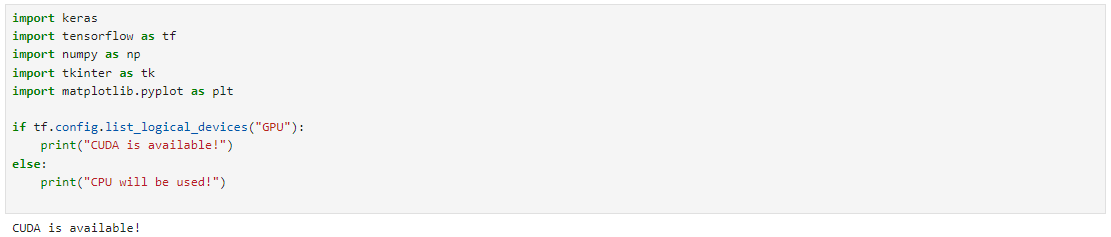 import keras
import tensorflow as tf
import numpy as np
import tkinter as tk
import matplotlib.pyplot as plt

if tf.config.list_logical_devices("GPU"):
    print("CUDA is available!")
else:
    print("CPU will be used!")

CUDA is available!